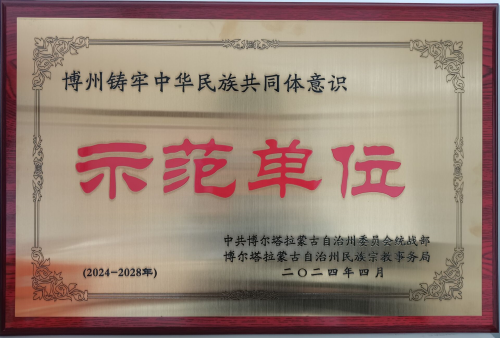 博州铸牢中华民族共同体意识
示范单位
中共博尔塔拉蒙古自治州委员会统战部
博尔塔拉蒙古自治州民族宗教事务局
(2024-2028年)
二〇二四年四月